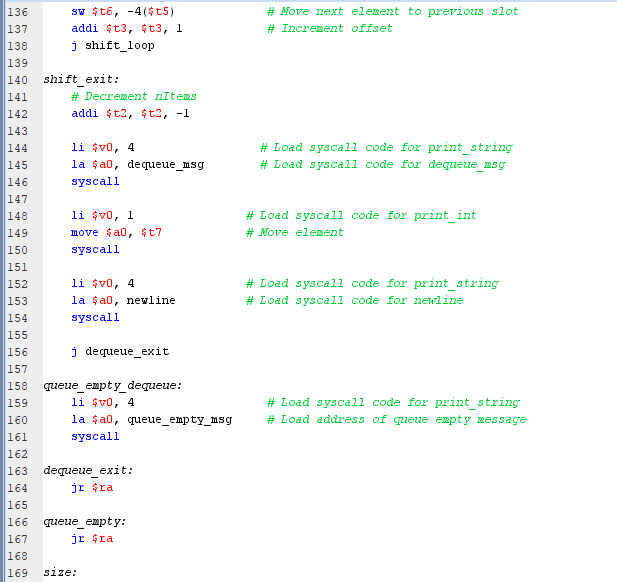 136 sw $t6, -4($t5) # Move next element to previous slot
137 addi $t3, $t3, 1 # Increment offset
138 j shift_loop
139
140 shift_exit:
141 # Decrement nItems
142 addi $t2, $t2, -1
143
144 li $v0, 4 # Load syscall code for print_string
145 la $a0, dequeue_msg # Load syscall code for dequeue_msg
146 syscall
147
148 li $v0, 1 # Load syscall code for print_int
149 move $a0, $t7 # Move element
150 syscall
151
152 li $v0, 4 # Load syscall code for print_string
153 la $a0, newline # Load syscall code for newline
154 syscall
155
156 j dequeue_exit
157
158 queue_empty_dequeue:
159 li $v0, 4 # Load syscall code for print_string
160 la $a0, queue_empty_msg # Load address of queue empty message
161 syscall
162
163 dequeue_exit:
164 jr $ra
165
166 queue_empty:
167 jr $ra
168
169 size: